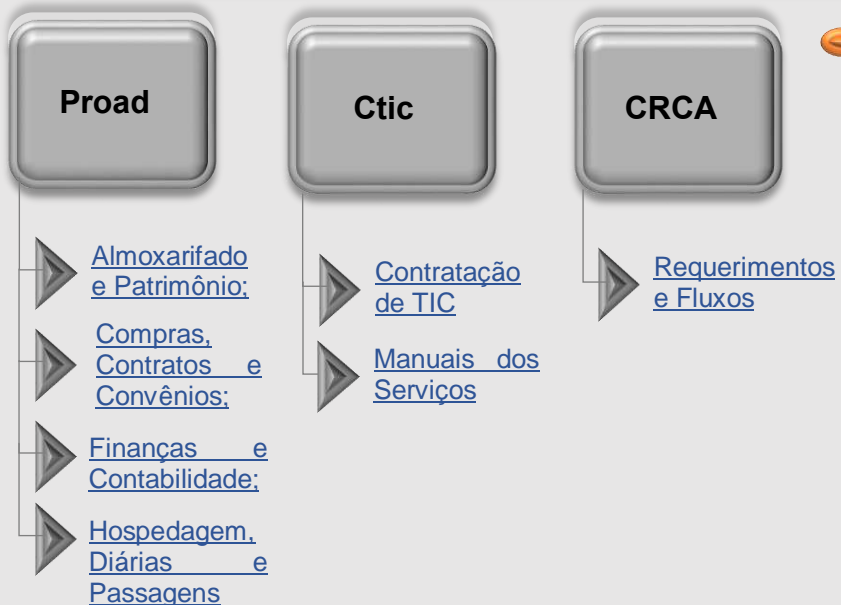 Proad
Almoxarifado
e Patrimônio;
Compras,
Contratos e
Convênios;
Finanças e
Contabilidade;
Hospedagem,
Diárias e
Passagens
Ctic
Contratação
de TIC
Manuais dos
Serviços
CRCA
Requerimentos
e Fluxos